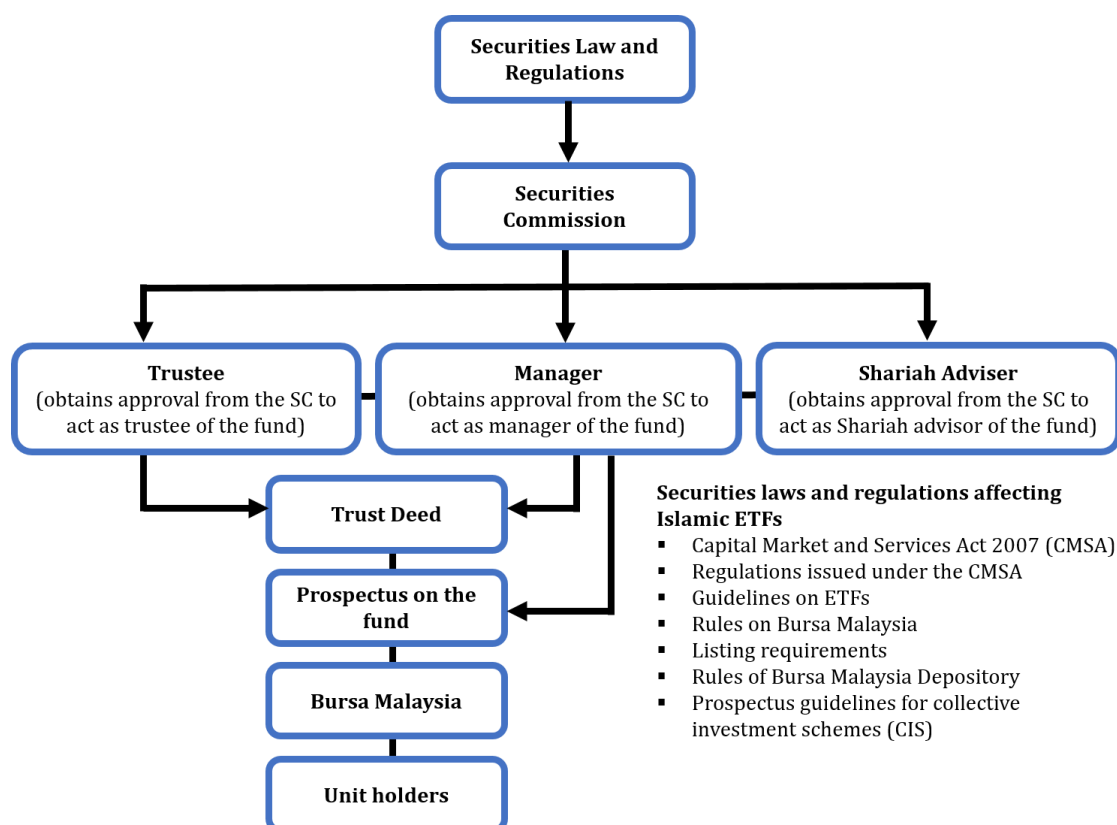 Securities Law and
Regulations
Securities
Commission
Trustee
(obtains approval from the SC to
act as trustee of the fund)
Manager
(obtains approval from the SC to
act as manager of the fund)
Shariah Adviser
(obtains approval from the SC to
act as Shariah advisor of the fund)
Trust Deed
Prospectus on the
fund
Bursa Malaysia
Unit holders
Securities laws and regulations affecting
Islamic ETFs
▪ Capital Market and Services Act 2007 (CMSA)
▪ Regulations issued under the CMSA
▪ Guidelines on ETFs
▪ Rules on Bursa Malaysia
▪ Listing requirements
▪ Rules of Bursa Malaysia Depository
▪ Prospectus guidelines for collective
investment schemes (CIS)